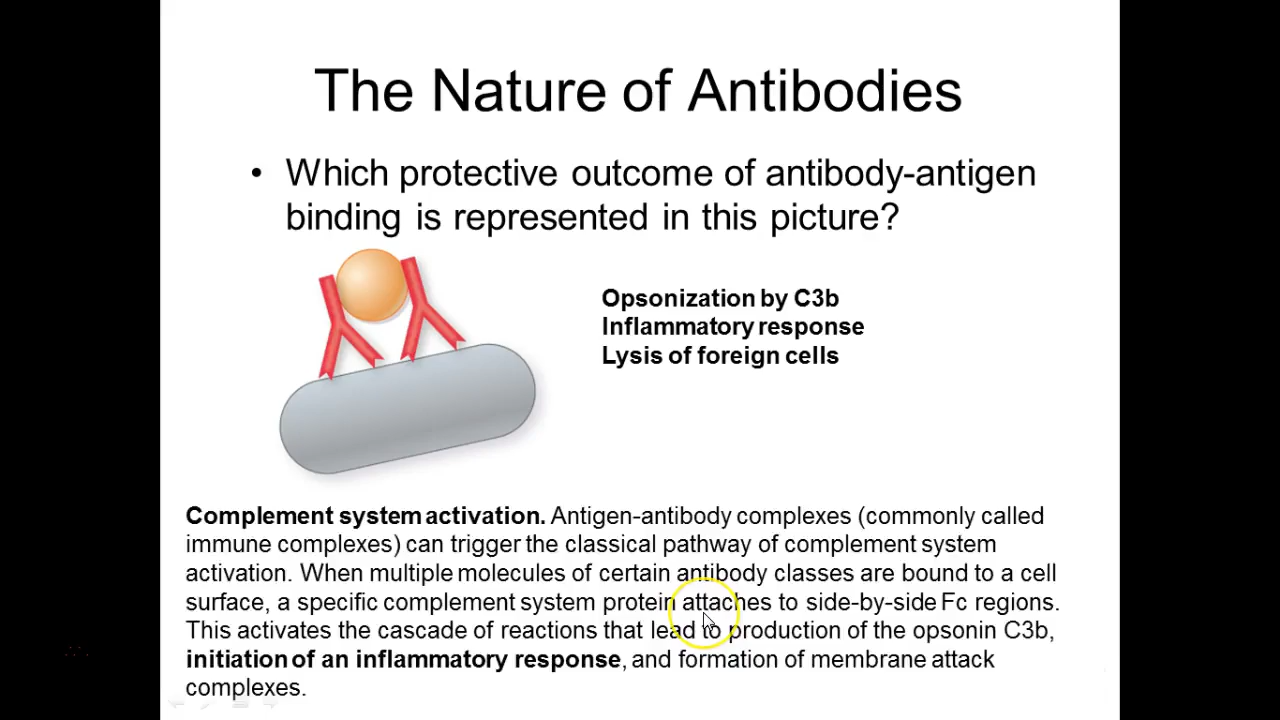 The Nature of Antibodies
• Which protective outcome of antibody-antigen
binding is represented in this picture?
Opsonization by C3b
Inflammatory response
Lysis of foreign cells
Complement system activation. Antigen-antibody complexes (commonly called
immune complexes) can trigger the classical pathway of complement system
activation. When multiple molecules of certain antibody classes are bound to a cell
surface, a specific complement system protein attaches to side-by-side Fc regions.
This activates the cascade of reactions that lead to production of the opsonin C3b,
initiation of an inflammatory response, and formation of membrane attack
complexes.